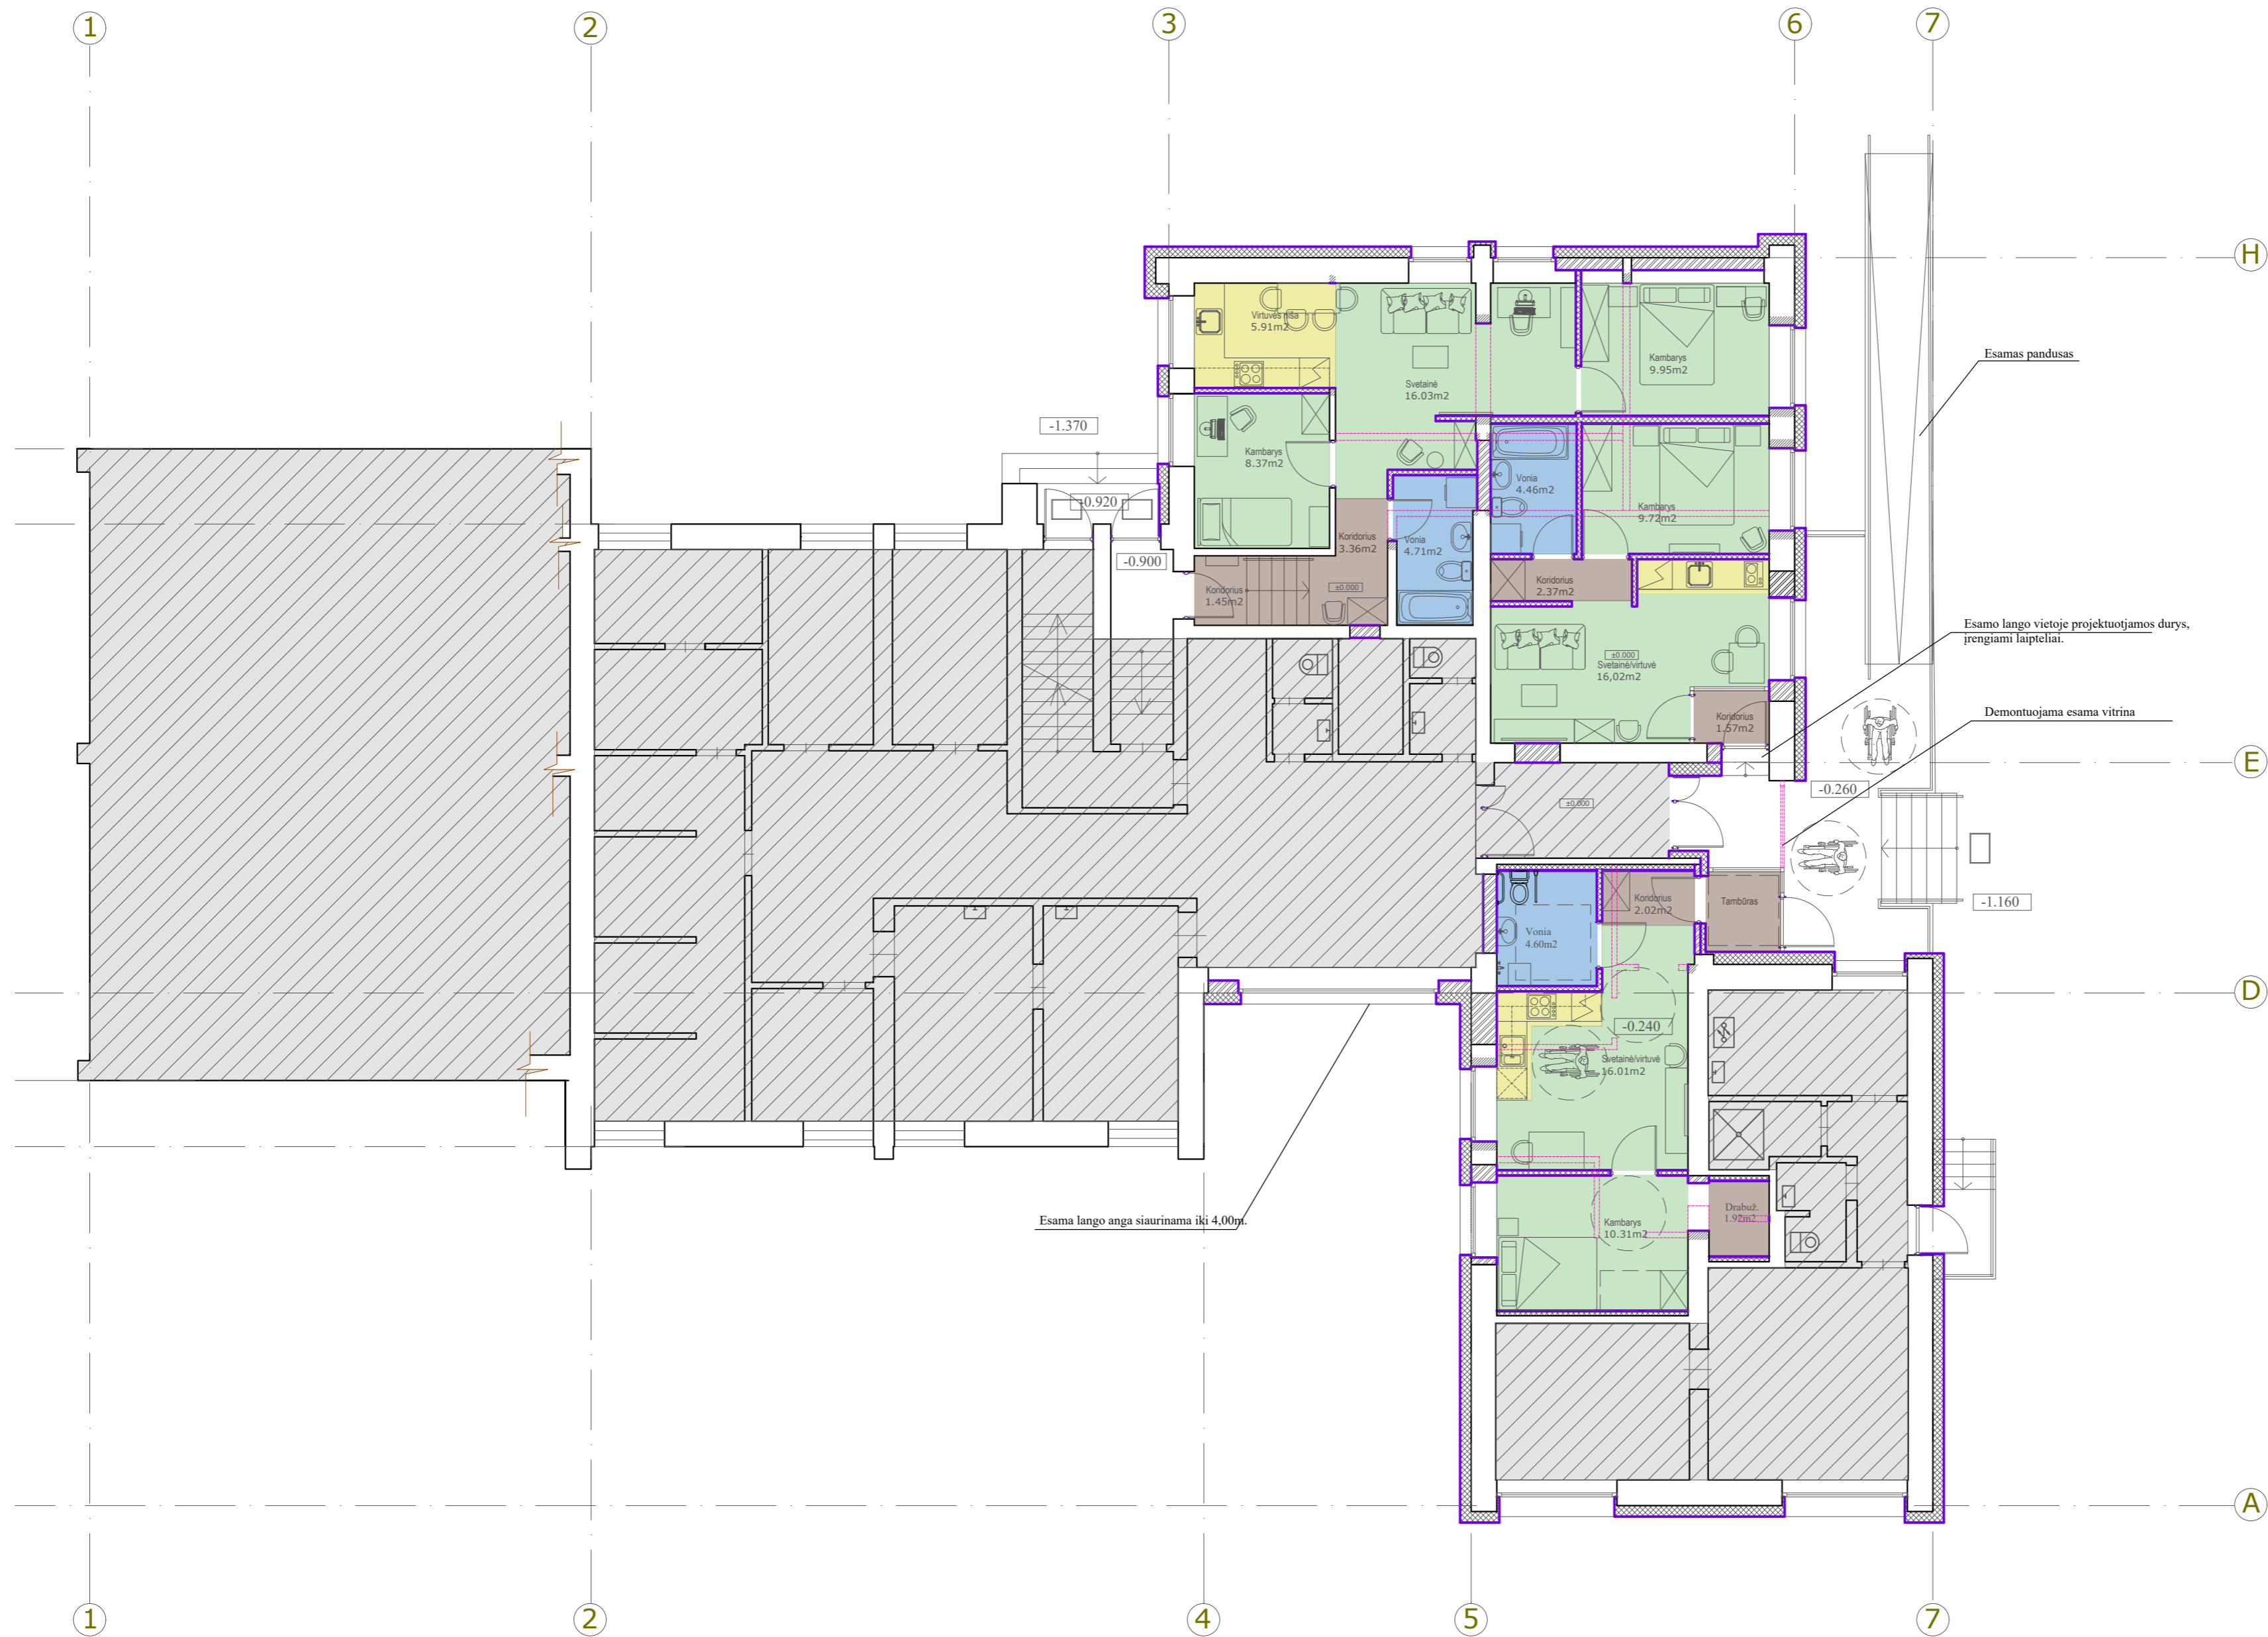 1
2
3
6
7
H
Virtuvės niša
5.91m2
Kambarys
9.95m2
Esamas pandusas
Svetainė
16.03m2
-1.370
Kambarys
8.37m2
Vonia
4.46m2
-0.920
Kambarys
9.72m2
Koridorius
3.36m2
Vonia
4.71m2
-0.900
Koridorius
1.45m2
±0.000
Koridorius
2.37m2
Esamo lango vietoje projektuotjamos durys,
įrengiami laipteliai.
±0.000
Svetainė/virtuvė
16,02m2
Koridorius
1.57m2
Demontuojama esama vitrina
E
-0.260
±0.000
Koridorius
2.02m2
Tambūras
-1.160
Vonia
4.60m2
D
-0.240
Svetainė/virtuvė
16.01m2
Esama lango anga siaurinama iki 4,00m.
Kambarys
10.31m2
Drabuž.
1.92m2
A
1
2
4
5
7